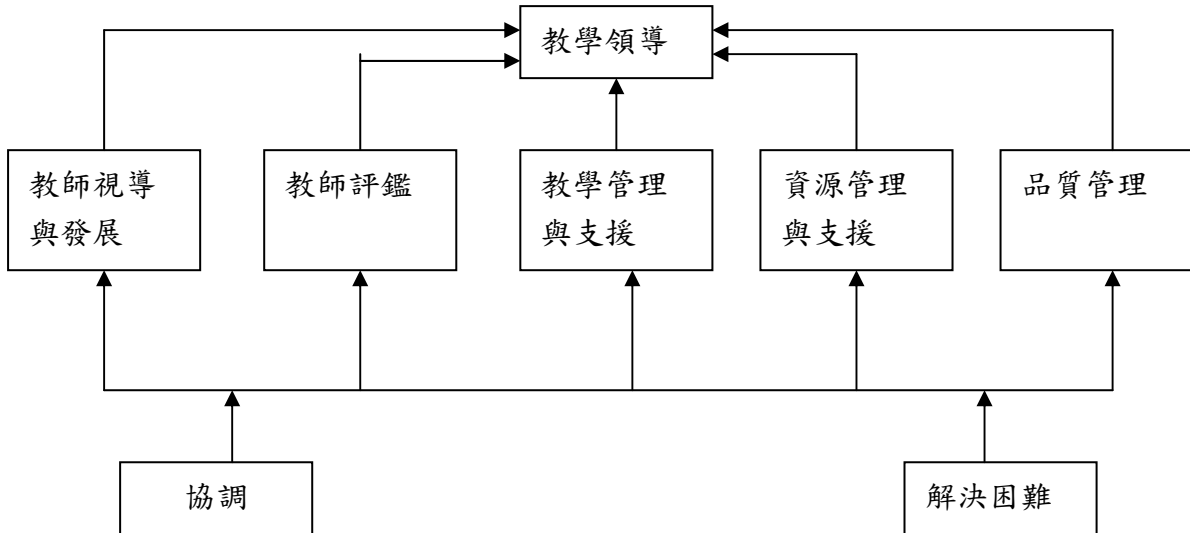 教學領導
教師視導
與發展
教師評鑑
教學管理
與支援
資源管理
與支援
品質管理
協調
解決困難